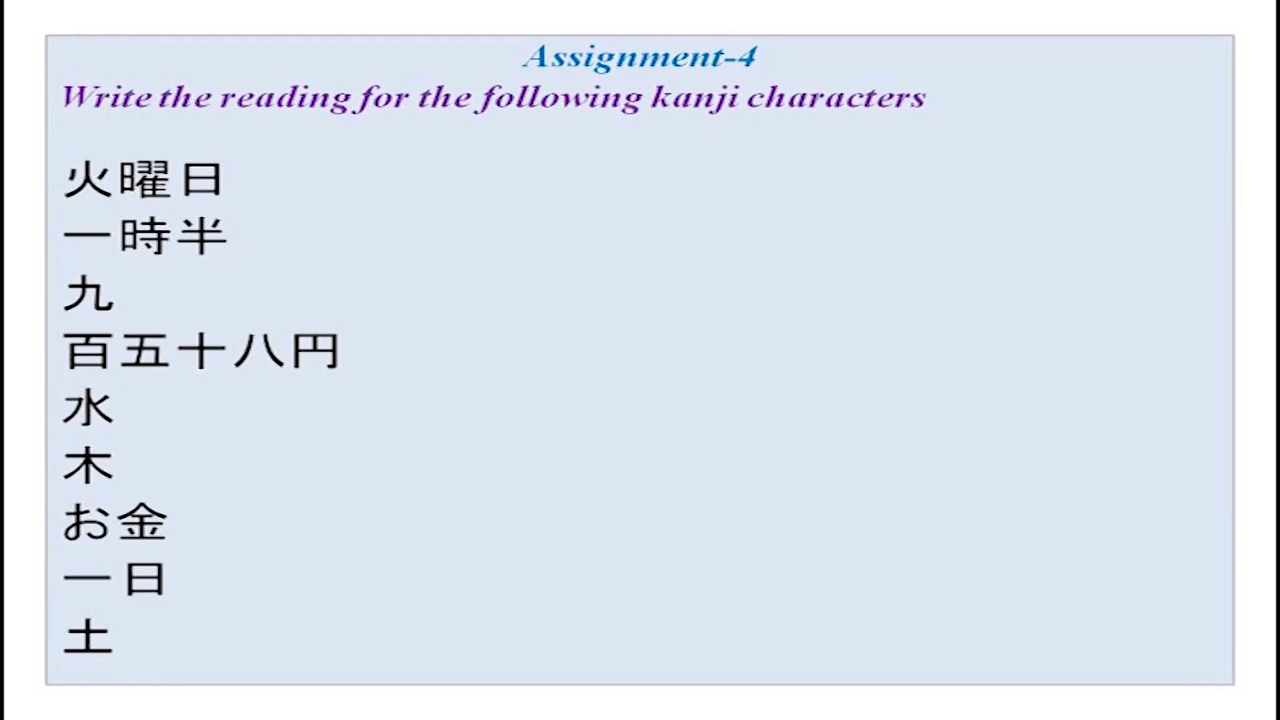 Assignment-4
Write the reading for the following kanji characters
火曜日
一時半
九
百五十八円
水
木
お金
一日
土